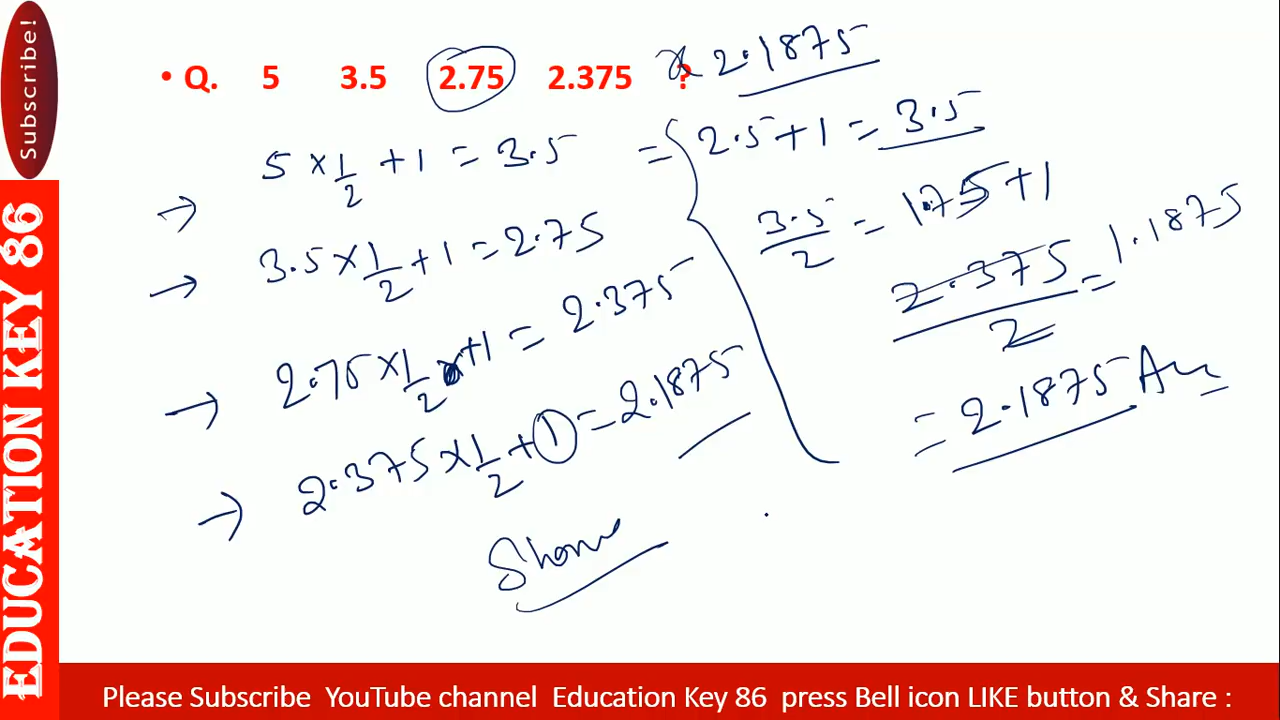 Subscribe!
EDUCATION KEY 86
• Q. 5 3.5 2.75 2.375 ? 2.1875
→ 5 × 1/2 + 1 = 3.5
→ 3.5 × 1/2 + 1 = 2.75
→ 2.75 × 1/2 +1 = 2.375
→ 2.375 × 1/2 + 1 = 2.1875
= 2.5 + 1 = 3.5
3.5/2 = 1.75 + 1
2.375/2 = 1.1875
= 2.1875 Ans
Please Subscribe YouTube channel Education Key 86 press Bell icon LIKE button & Share :